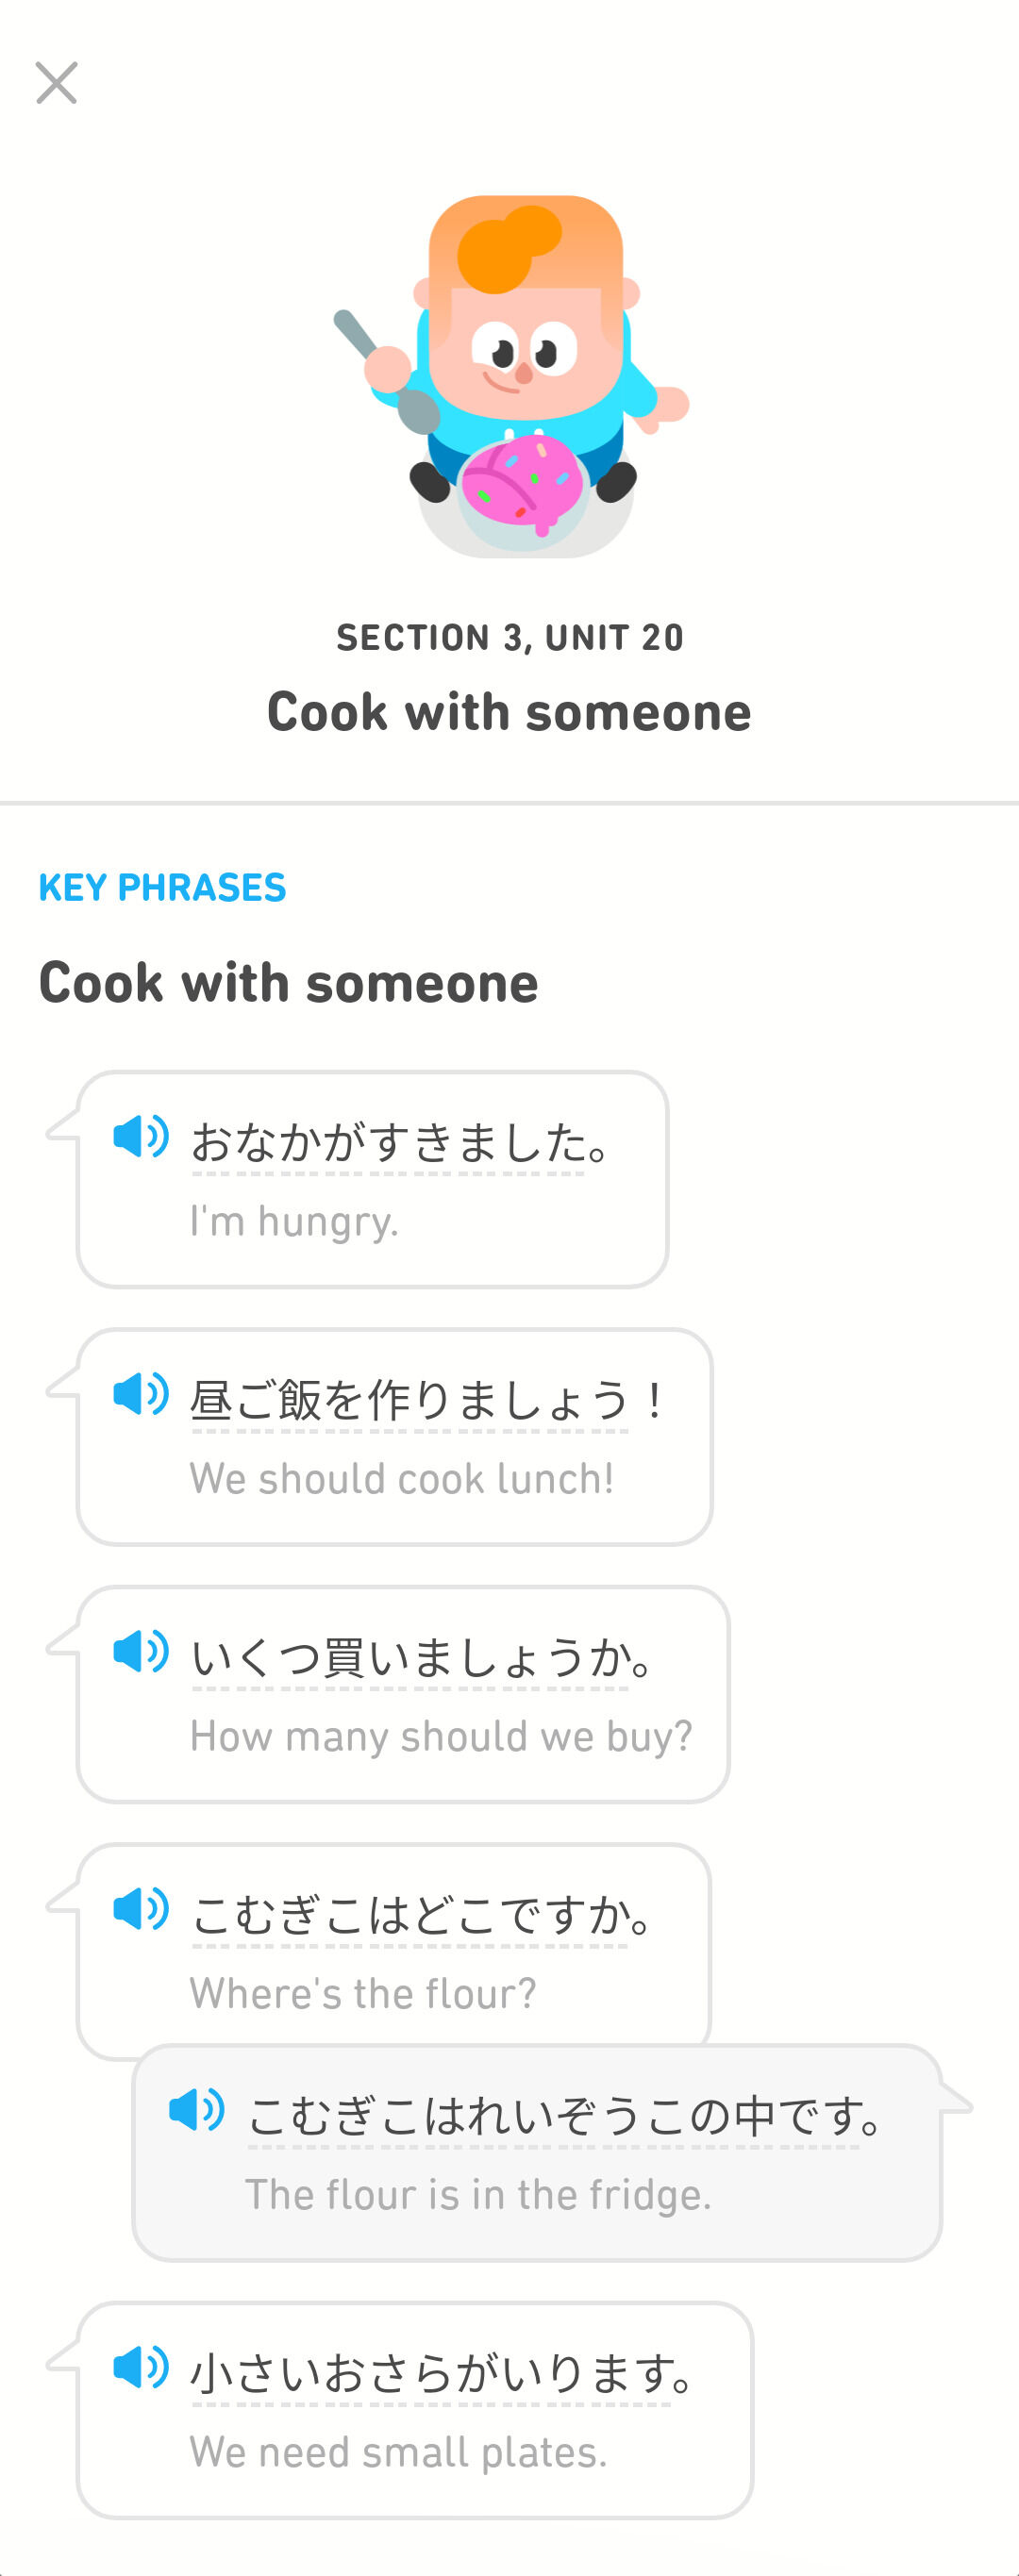 SECTION 3, UNIT 20
Cook with someone
KEY PHRASES
Cook with someone
おなかがすきました。
I'm hungry.
昼ご飯を作りましょう！
We should cook lunch!
いくつ買いましょうか。
How many should we buy?
こむぎこはどこですか。
Where's the flour?
こむぎこはれいぞうこの中です。
The flour is in the fridge.
小さいおさらがいります。
We need small plates.